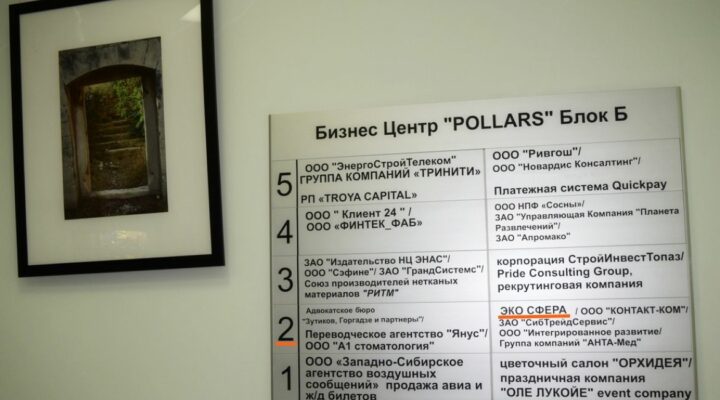 Бизнес Центр "POLLARS" Блок Б
5
ООО "ЭнергоСтройТелеком"
ГРУППА КОМПАНИЙ «ТРИНИТИ»
РП «TROYA CAPITAL»
ООО "Ривгош"/
ООО "Новардис Консалтинг"/
Платежная система Quickpay
4
ООО " Клиент 24 " /
ООО «ФИНТЕК_ФАБ»
ООО НПФ «Сосны»/
ЗАО "Управляющая Компания "Планета
Развлечений"/
ЗАО "Апромако"
3
ЗАО "Издательство НЦ ЭНАС"/
ООО "Сэфине"/ ЗАО "ГрандСистемс"/
Союз производителей нетканых
материалов "РИТМ"
корпорация СтройИнвестТопаз/
Pride Consulting Group,
рекрутинговая компания
2
Адвокатское бюро
"Зутиков, Горгадзе и партнеры"/
Переводческое агентство "Янус"/
ООО "А1 стоматология"
ЭКО СФЕРА / ООО "КОНТАКТ-КОМ"/
ЗАО "СибТрейдСервис"/
ООО "Интегрированное развитие/
Группа компаний "АНТА-Мед"
1
ООО «Западно-Сибирское
агентство воздушных
сообщений» продажа авиа и
ж/д билетов
цветочный салон "ОРХИДЕЯ"/
праздничная компания
"ОЛЕ ЛУКОЙЕ" event company